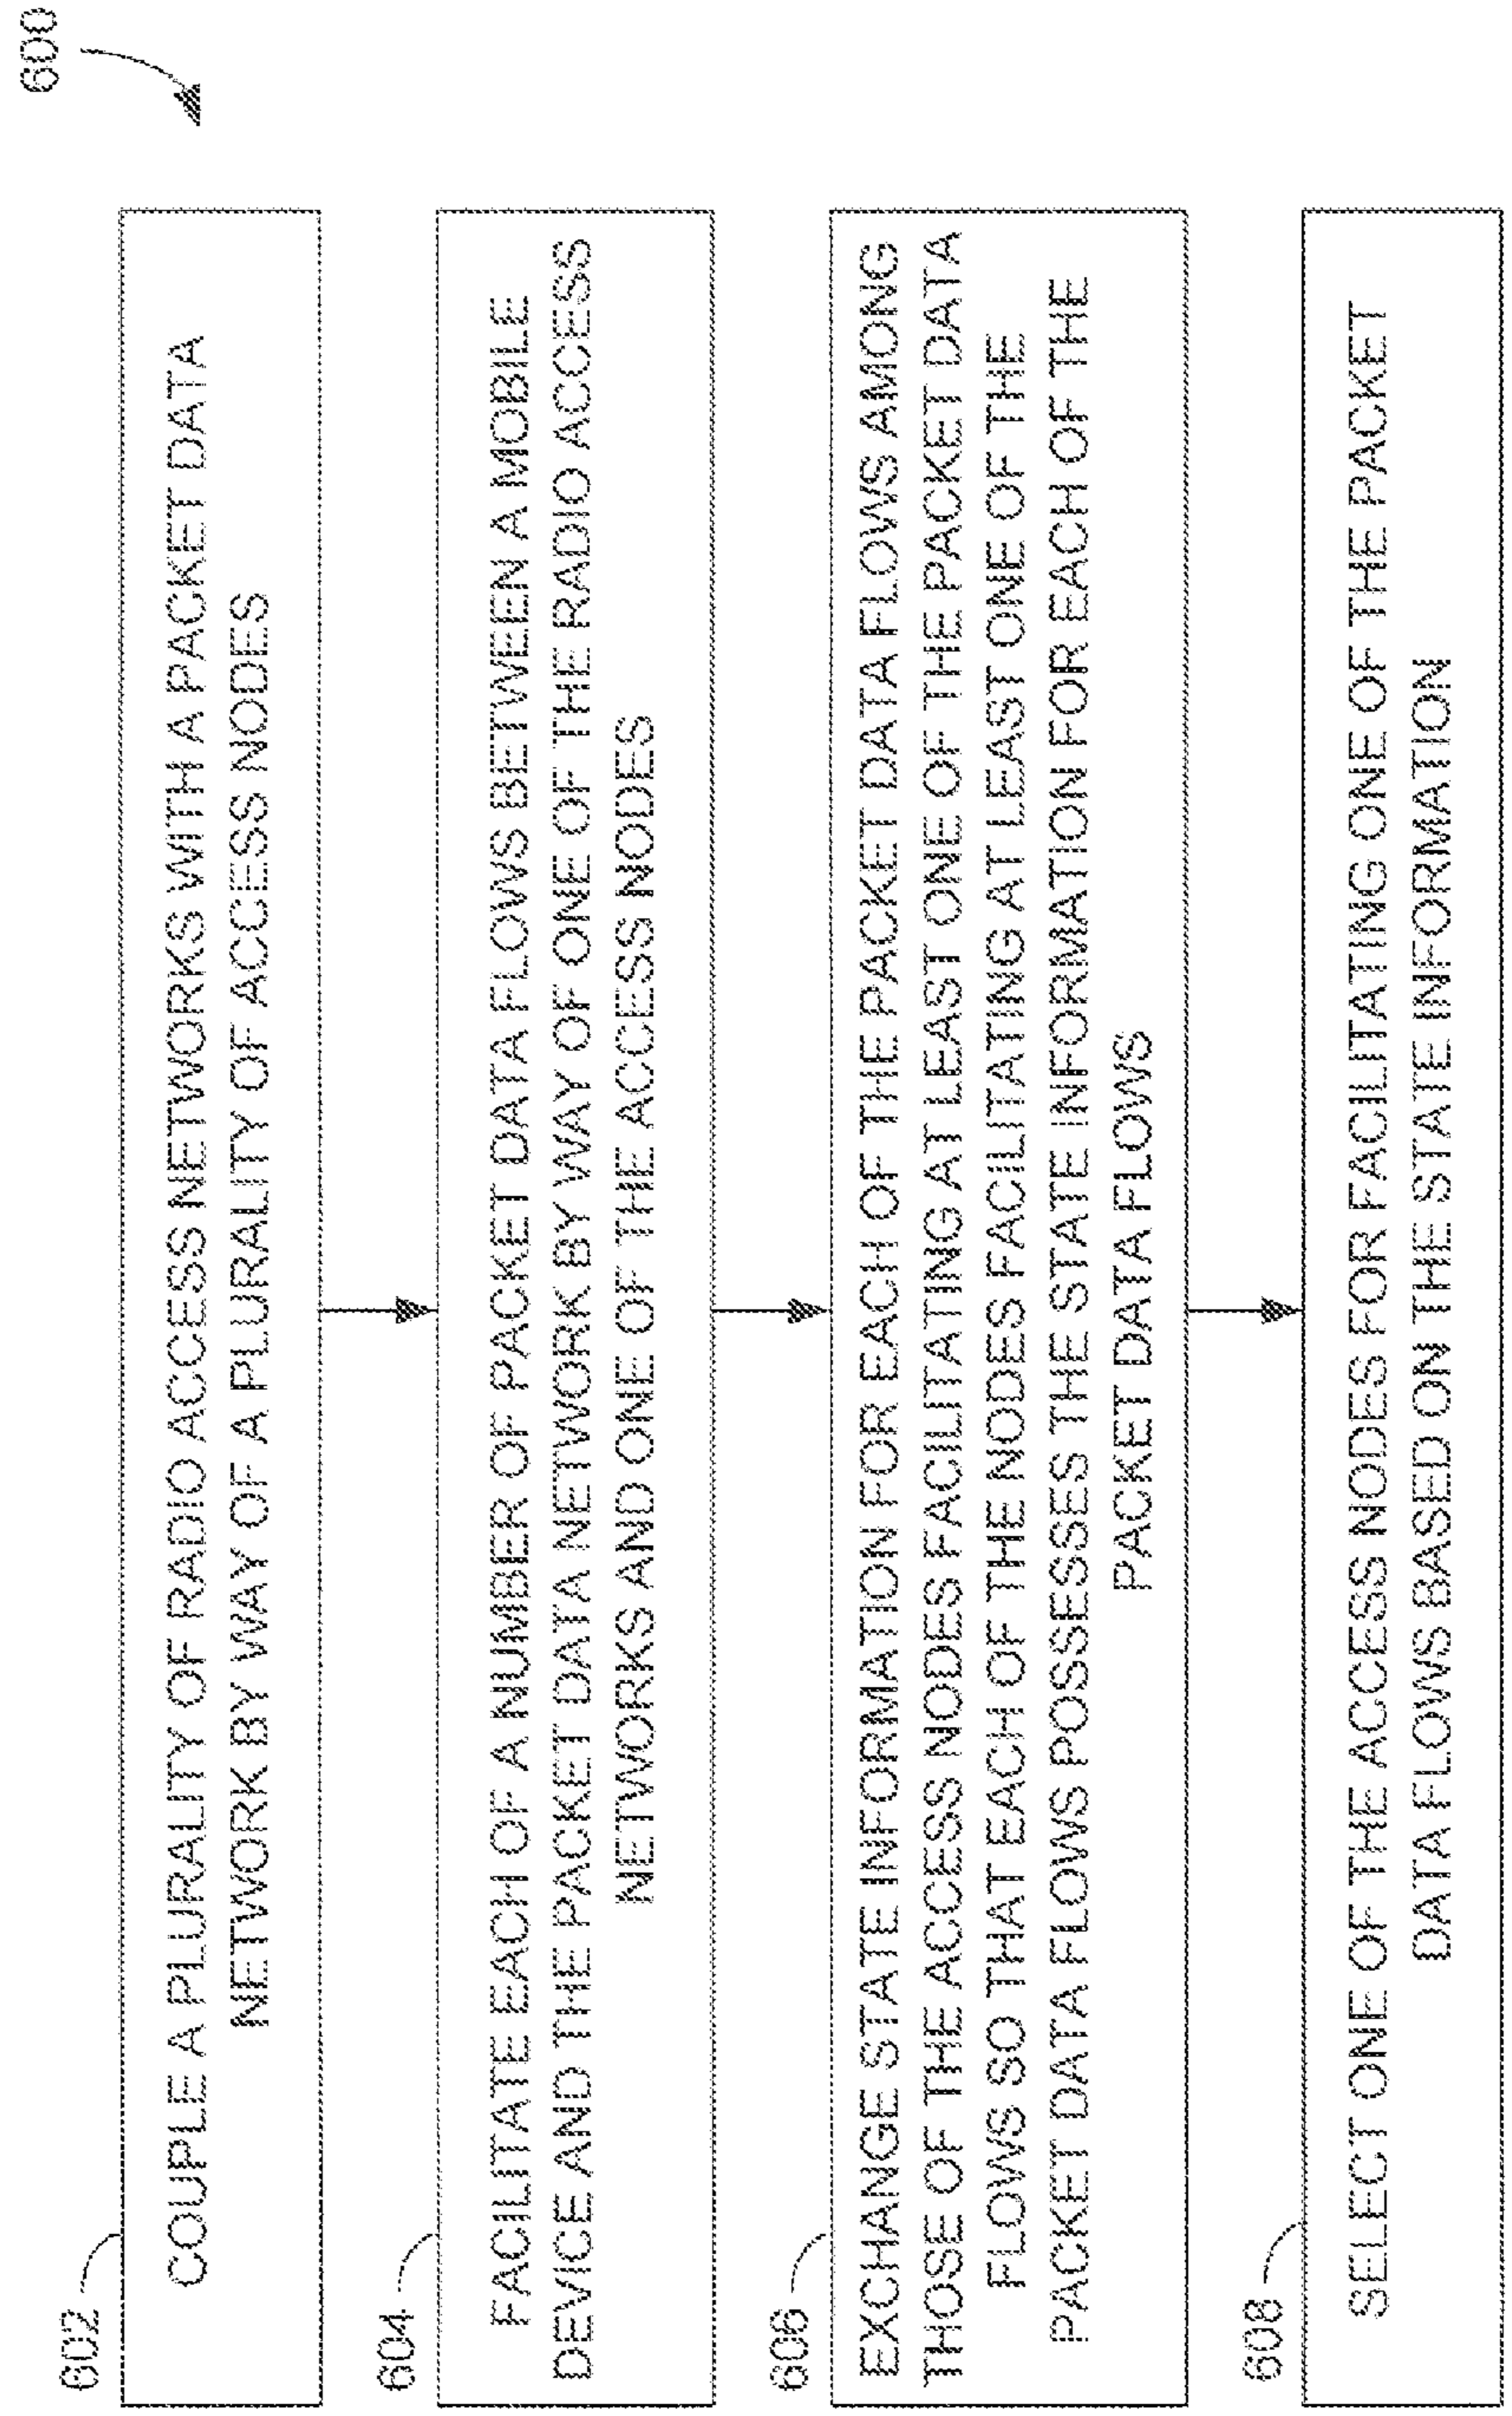 600
602
COUPLE A PLURALITY OF RADIO ACCESS NETWORKS WITH A PACKET DATA
NETWORK BY WAY OF A PLURALITY OF ACCESS NODES
604
FACILITATE EACH OF A NUMBER OF PACKET DATA FLOWS BETWEEN A MOBILE
DEVICE AND THE PACKET DATA NETWORK BY WAY OF ONE OF THE RADIO ACCESS
NETWORKS AND ONE OF THE ACCESS NODES
606
EXCHANGE STATE INFORMATION FOR EACH OF THE PACKET DATA FLOWS AMONG
THOSE OF THE ACCESS NODES FACILITATING AT LEAST ONE OF THE PACKET DATA
FLOWS SO THAT EACH OF THE NODES FACILITATING AT LEAST ONE OF THE
PACKET DATA FLOWS POSSESSES THE STATE INFORMATION FOR EACH OF THE
PACKET DATA FLOWS
608
SELECT ONE OF THE ACCESS NODES FOR FACILITATING ONE OF THE PACKET
DATA FLOWS BASED ON THE STATE INFORMATION